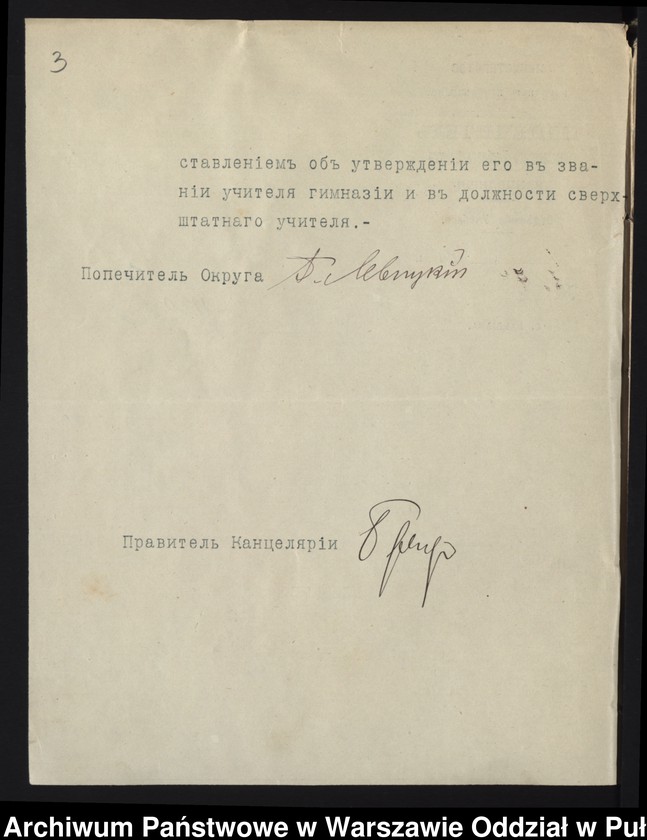 3
ставленіемъ объ утвержденіи его въ зва-
ніи учителя гимназіи и въ должности сверх-
штатнаго учителя.-
Попечитель Округа Левицкій
Правитель Канцеляріи
Archiwum Państwowe w Warszawie Oddział w Puł